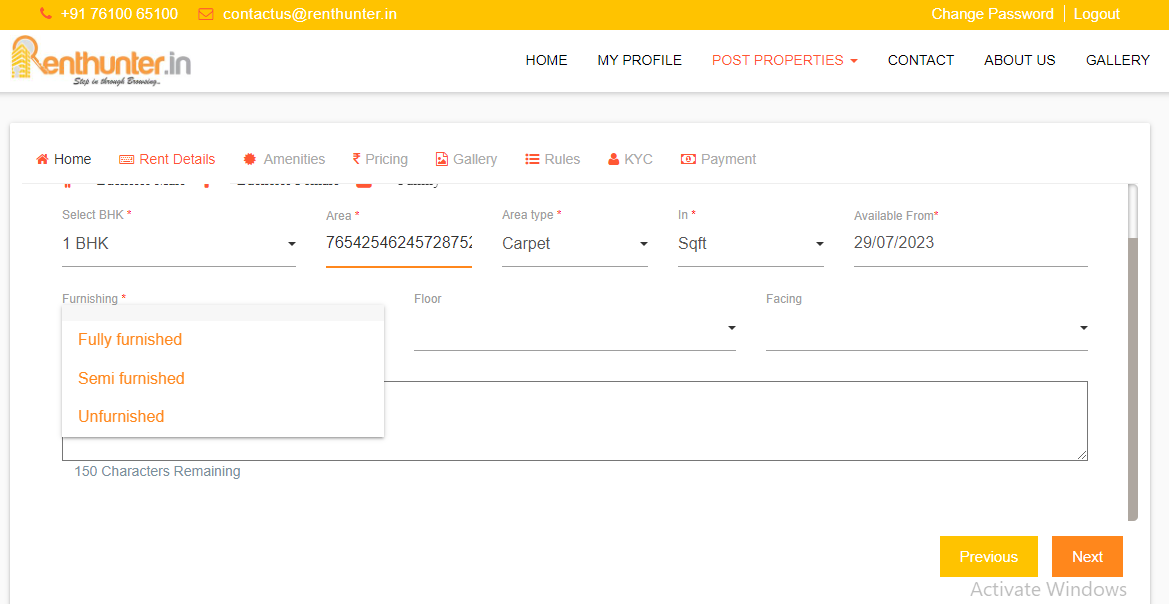 +91 76100 65100 contactus@renthunter.in Change Password Logout
Renthunter.in
Step in through Browsing..
HOME MY PROFILE POST PROPERTIES CONTACT ABOUT US GALLERY
Home Rent Details Amenities ₹ Pricing Gallery Rules KYC Payment
Select BHK * Area * Area type * In * Available From*
1 BHK 76542546245728752 Carpet Sqft 29/07/2023
Furnishing * Floor Facing
Fully furnished
Semi furnished
Unfurnished
150 Characters Remaining
Previous Next
Activate Windows